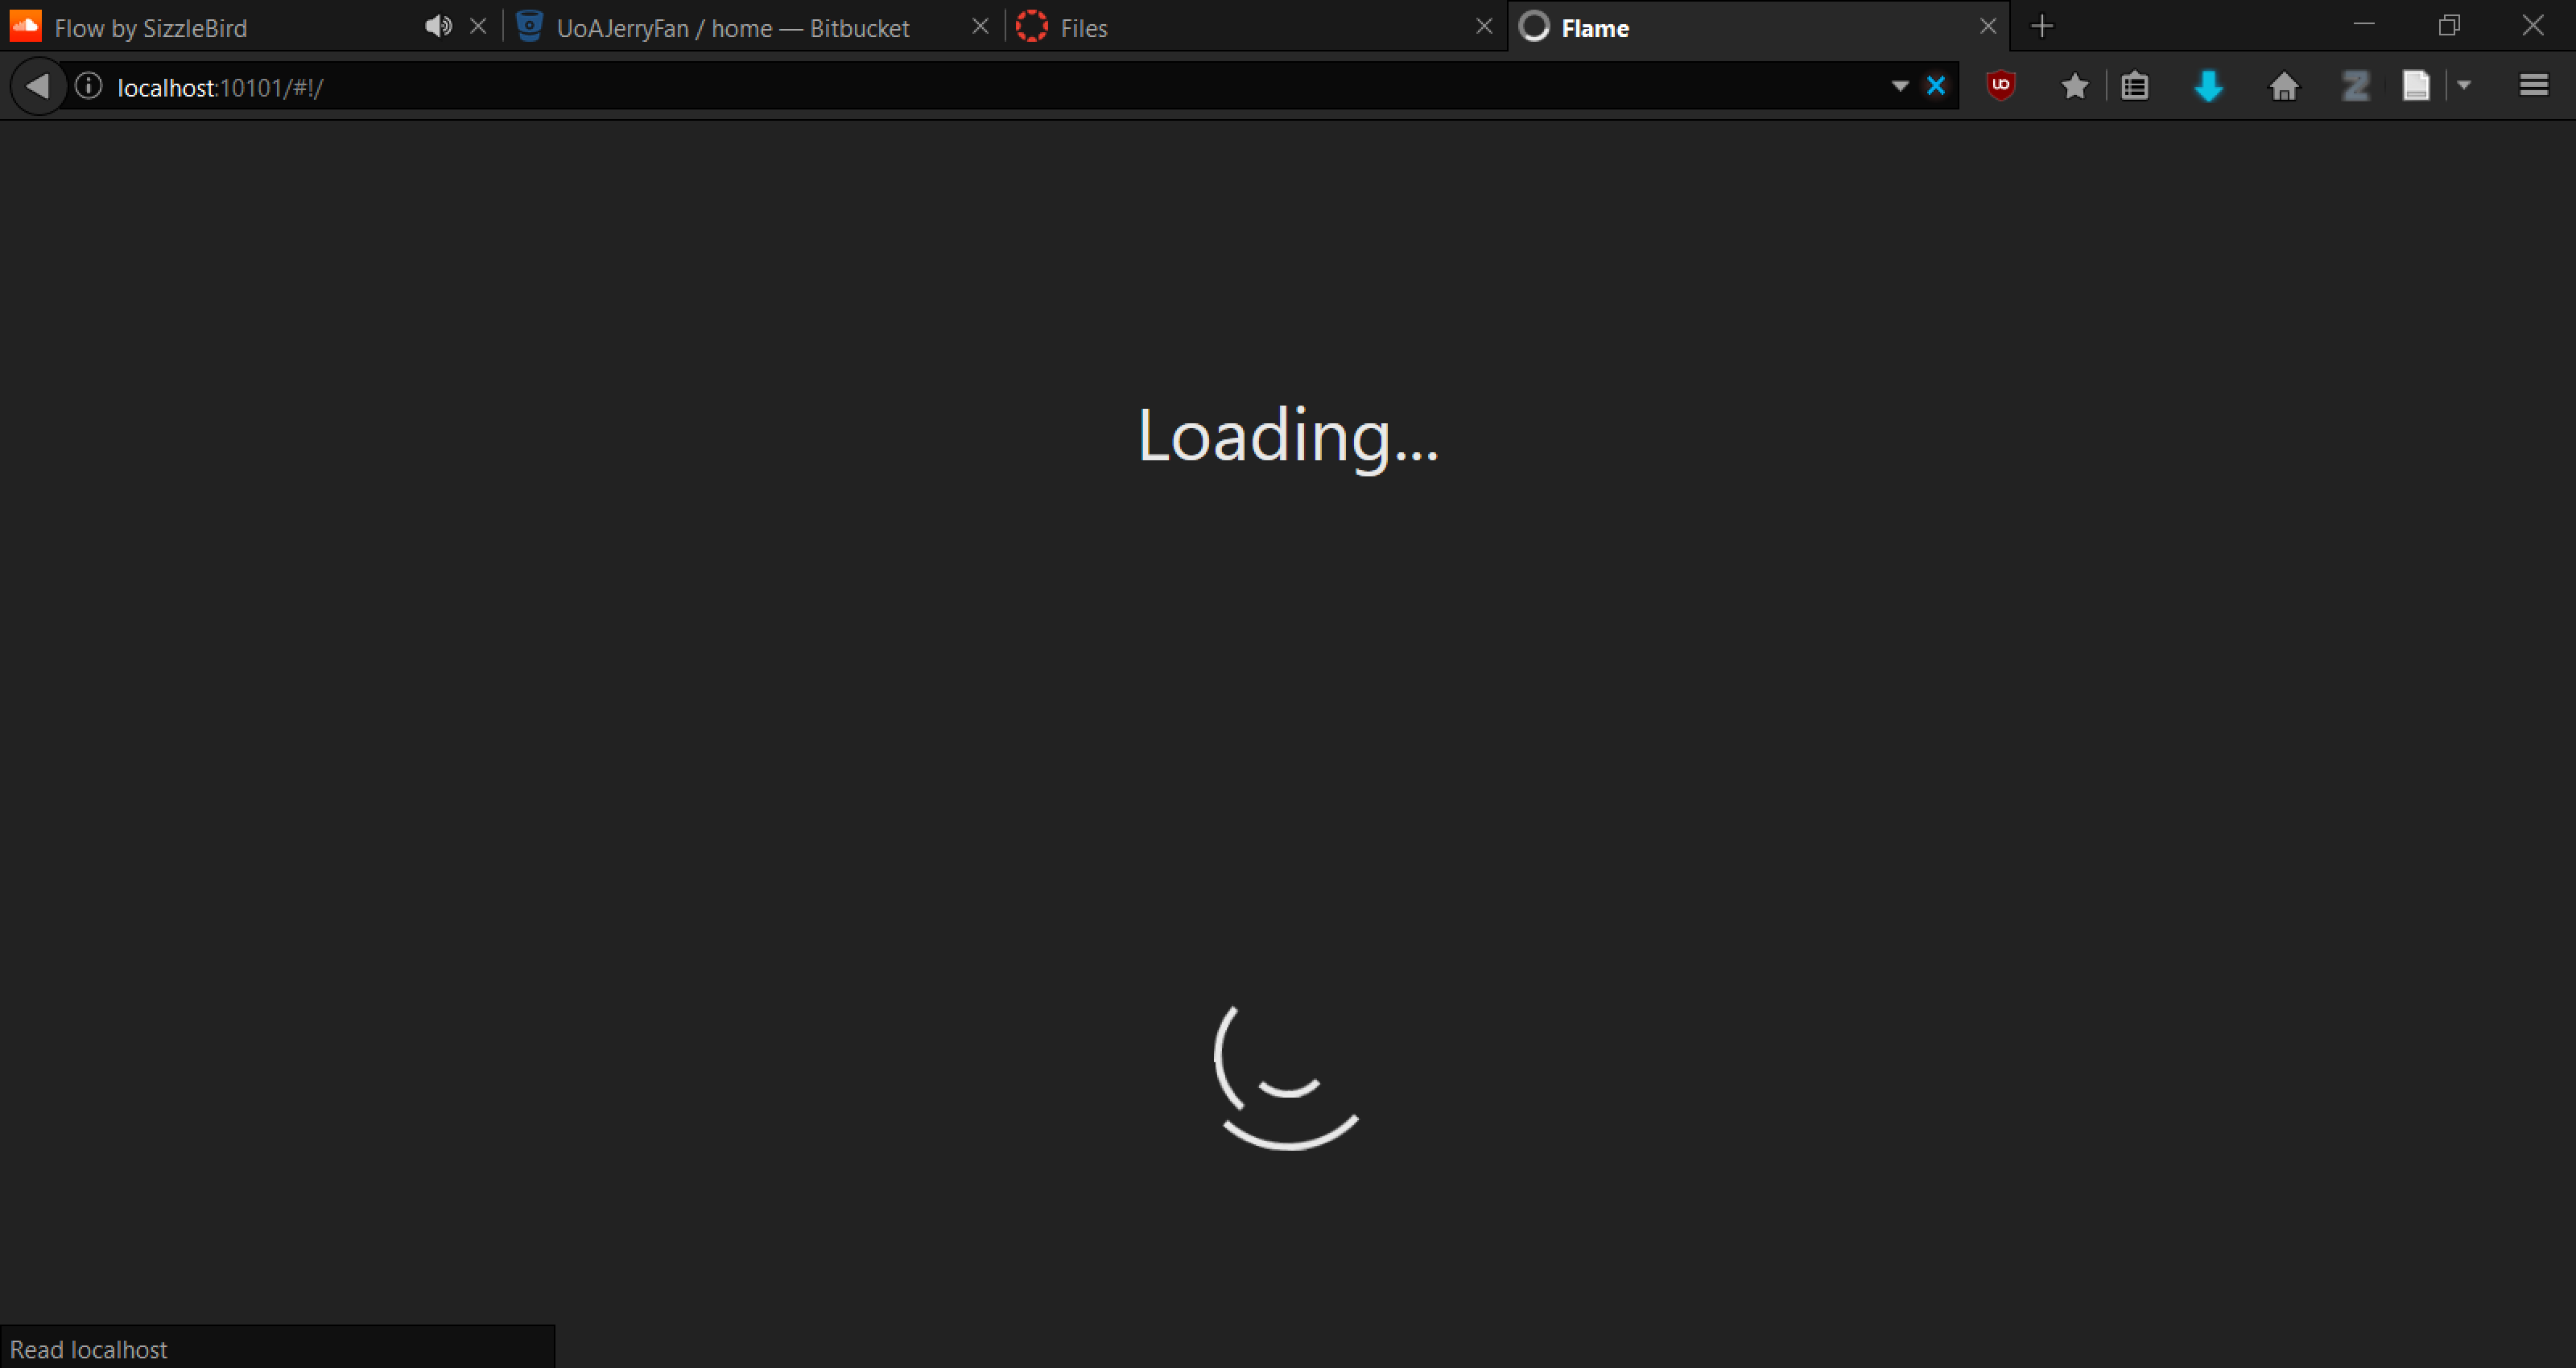 Flow by SizzleBird
UoAJerryFan / home — Bitbucket
Files
Flame
localhost:10101/#!/
Loading...
Read localhost